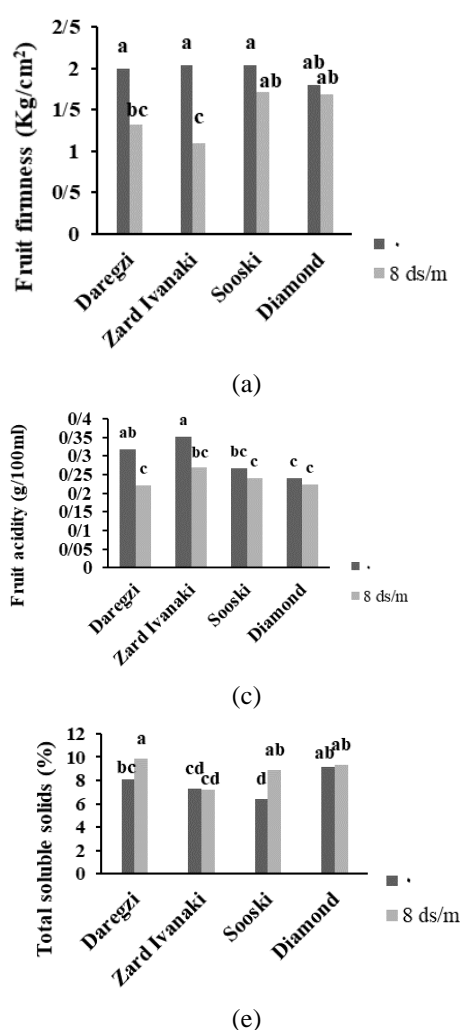 2/5
a
a
a
ab
Fruit firmness (Kg/cm²)
2
ab
ab
1/5
bc
c
1
0/5
0
Daregzi
Zard Ivanaki
Sooski
Diamond
٠
8 ds/m
(a)
0/4
Fruit acidity (g/100ml)
0/35
ab
a
0/3
bc
bc
0/25
c
c
c
c
0/2
0/15
0/1
0/05
0
Daregzi
Zard Ivanaki
Sooski
Diamond
٠
8 ds/m
(c)
12
Total soluble solids (%)
10
a
ab
ab
ab
8
bc
cd
cd
d
6
4
2
0
Daregzi
Zard Ivanaki
Sooski
Diamond
٠
8 ds/m
(e)